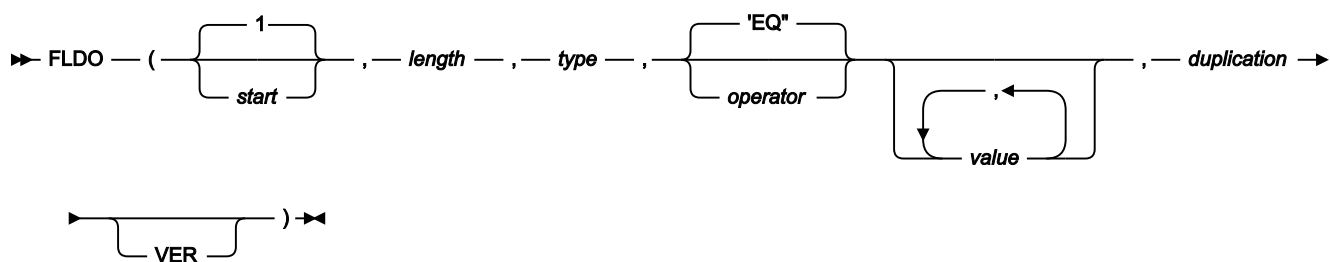 1 'EQ"
FLDO ( , length , type , , , duplication
start operator ,
value
)
VER